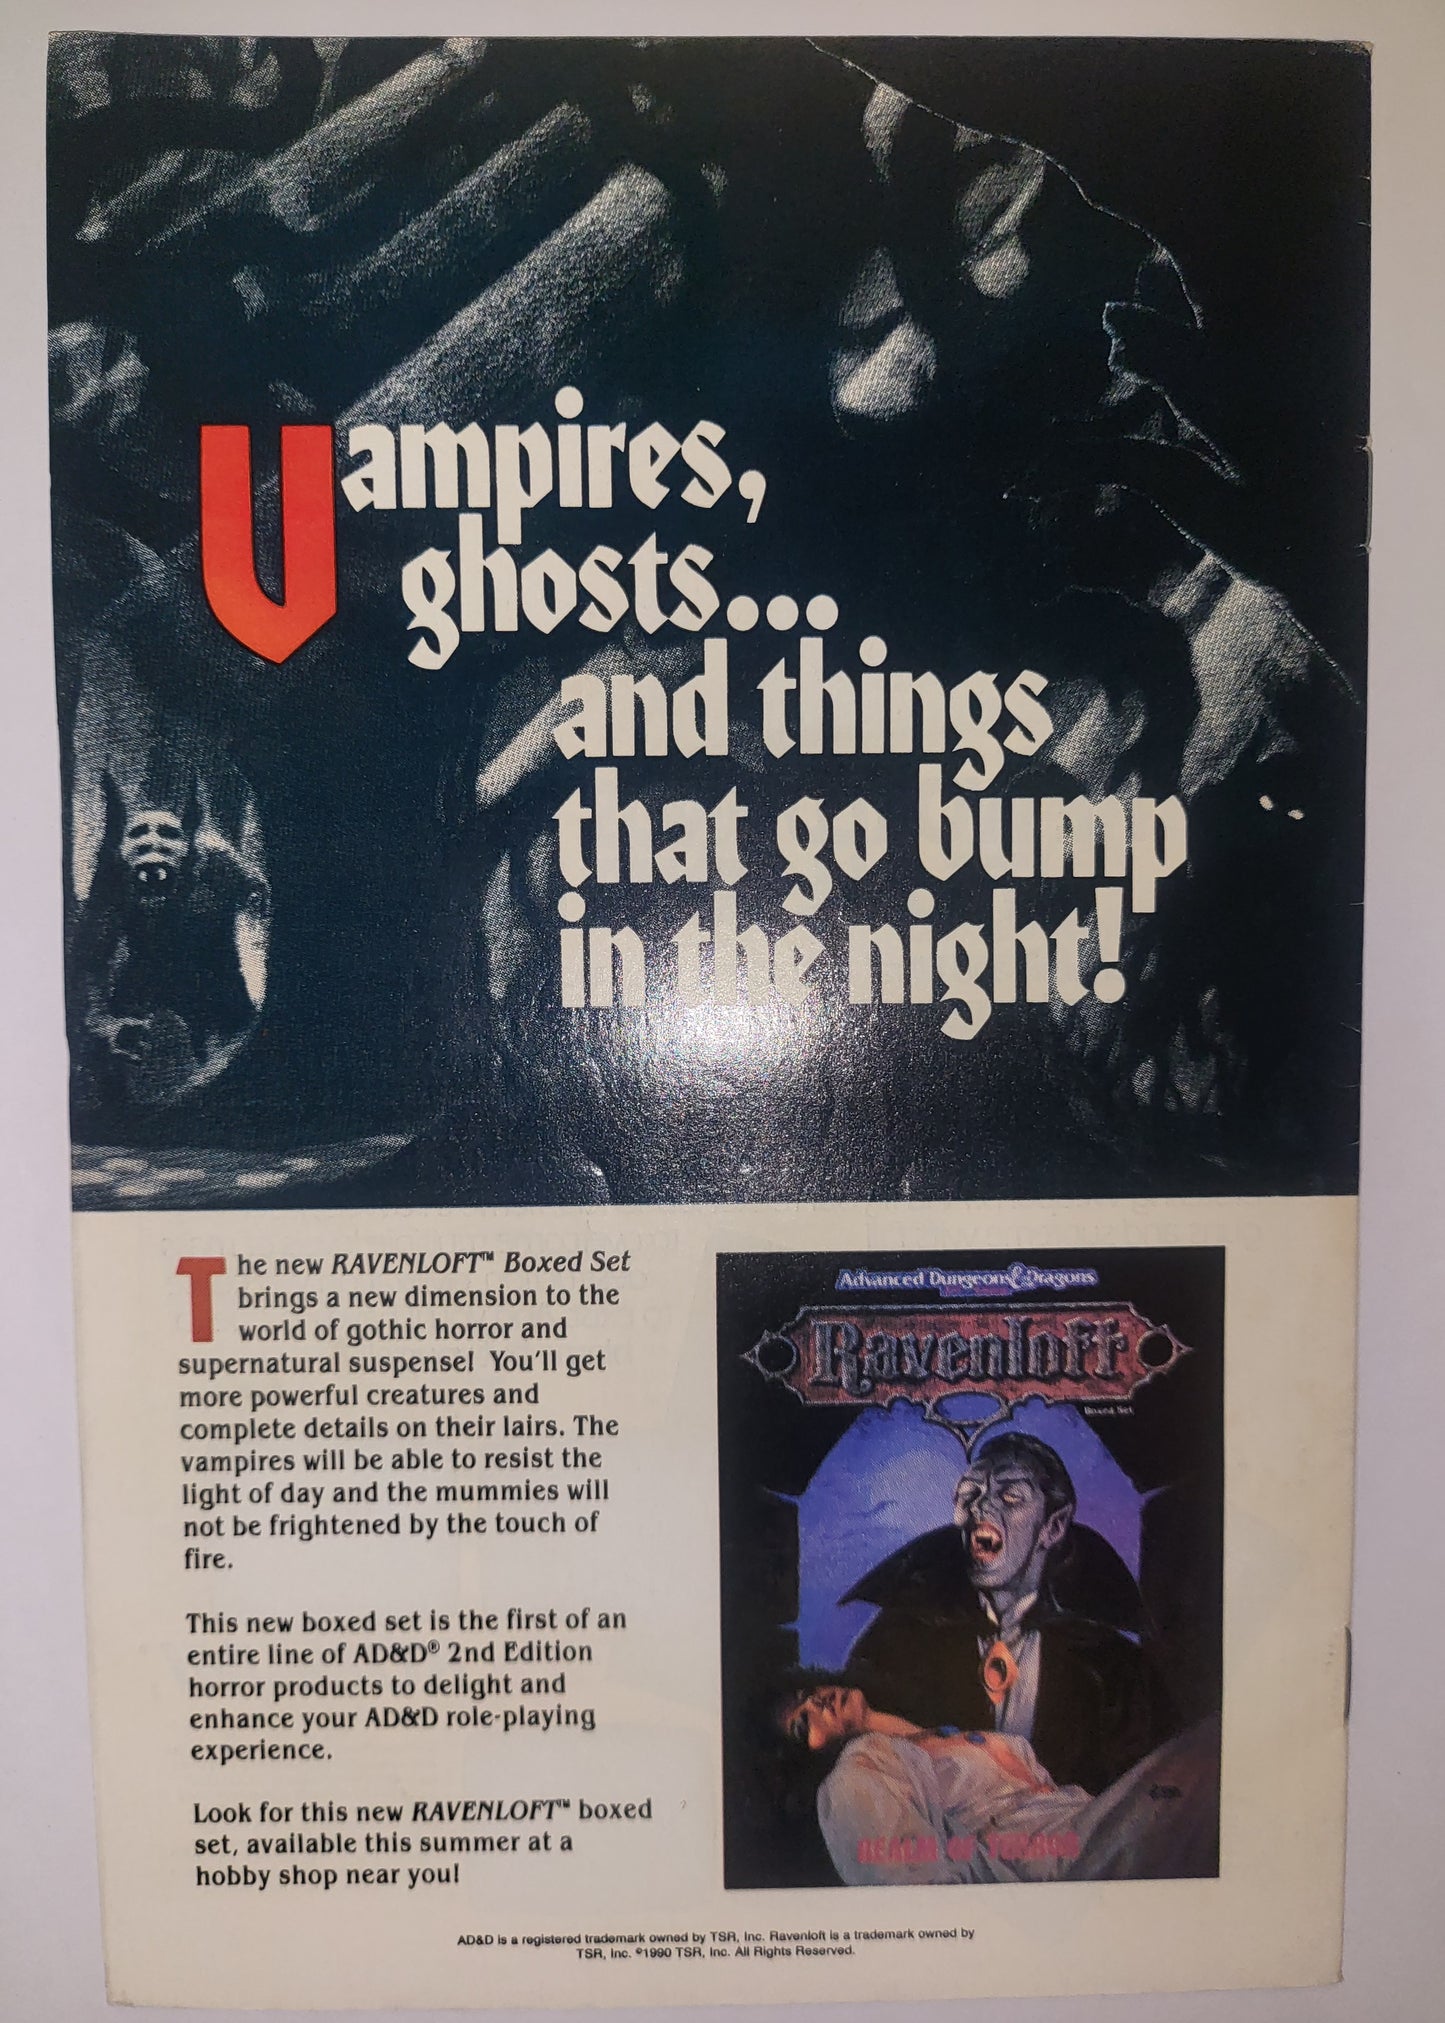 Vampires,
ghosts...
and things
that go bump
in the night!
The new RAVENLOFT™ Boxed Set
brings a new dimension to the
world of gothic horror and
supernatural suspense! You'll get
more powerful creatures and
complete details on their lairs. The
vampires will be able to resist the
light of day and the mummies will
not be frightened by the touch of
fire.
This new boxed set is the first of an
entire line of AD&D® 2nd Edition
horror products to delight and
enhance your AD&D role-playing
experience.
Look for this new RAVENLOFT™ boxed
set, available this summer at a
hobby shop near you!
Advanced Dungeons & Dragons
Ravenloft
Boxed Set
REALM OF TERROR
AD&D is a registered trademark owned by TSR, Inc. Ravenloft is a trademark owned by
TSR, Inc. ©1990 TSR, Inc. All Rights Reserved.